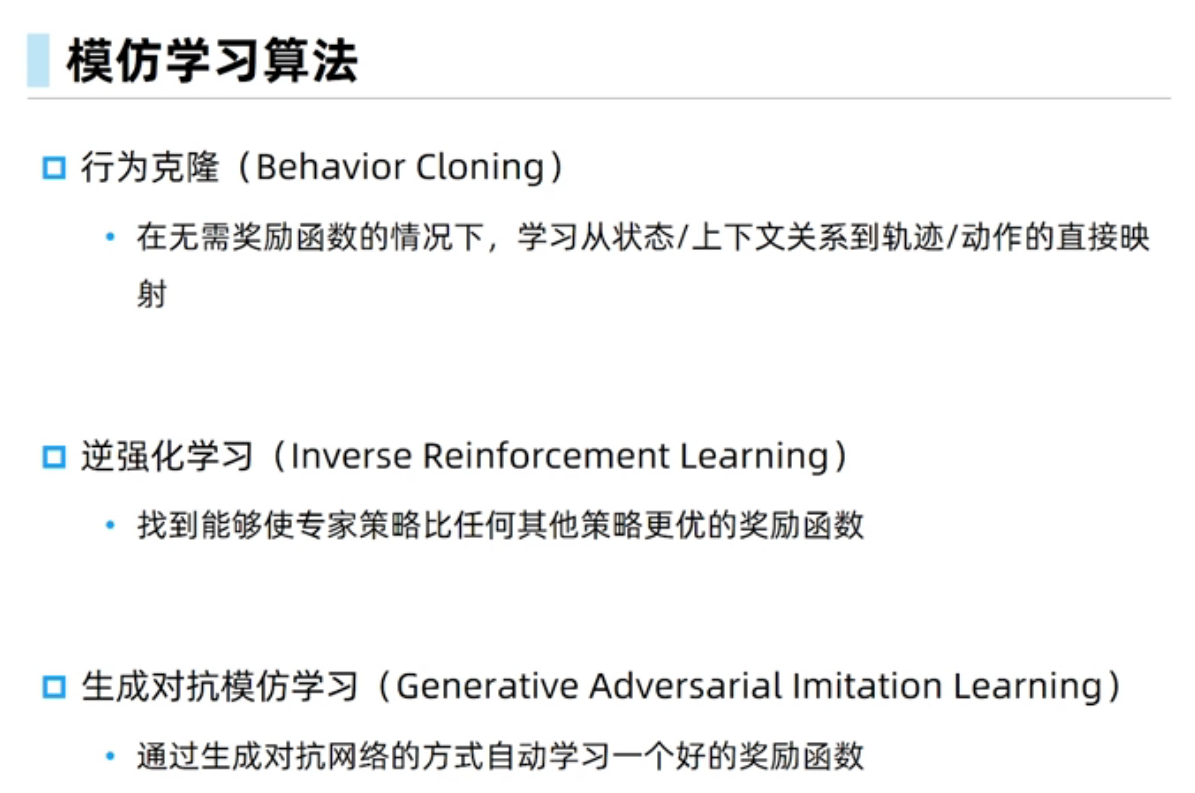 模仿学习算法
行为克隆（Behavior Cloning）
• 在无需奖励函数的情况下，学习从状态/上下文关系到轨迹/动作的直接映
射
逆强化学习（Inverse Reinforcement Learning）
• 找到能够使专家策略比任何其他策略更优的奖励函数
生成对抗模仿学习（Generative Adversarial Imitation Learning）
• 通过生成对抗网络的方式自动学习一个好的奖励函数